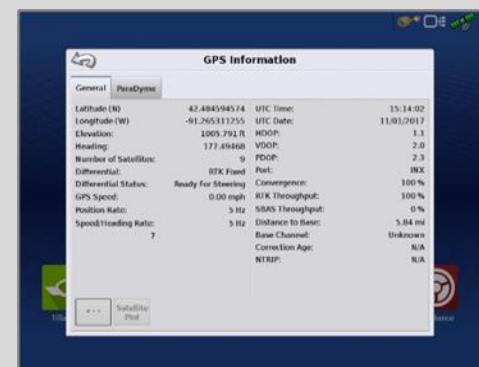 GPS Information
General ParaDyme
Latitude (N) 42.484594574
Longitude (W) -91.265311255
Elevation: 1005.791 ft
Heading: 177.49468
Number of Satellites: 9
Differential: RTK Fixed
Differential Status: Ready For Steering
GPS Speed: 0.00 mph
Position Rate: 5 Hz
Speed/Heading Rate: 5 Hz
?
UTC Time: 15:14:02
UTC Date: 11/01/2017
HDOP: 1.1
VDOP: 2.0
PDOP: 2.3
Port: INX
Convergence: 100 %
RTK Throughput: 100 %
SBAS Throughput: 0 %
Distance to Base: 5.84 mi
Base Channel: Unknown
Correction Age: N/A
NTRIP: N/A
... Satellite
Plot